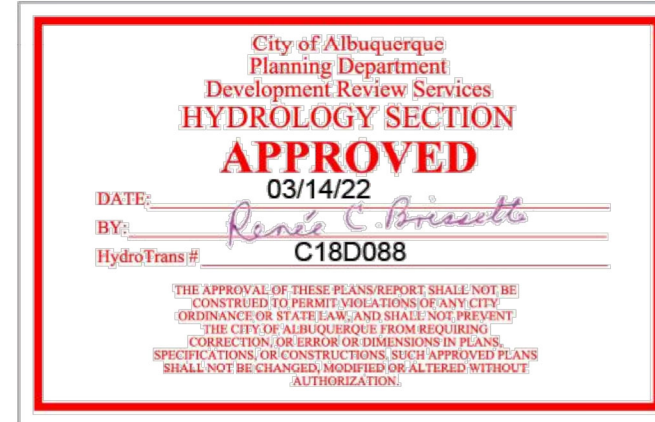 City of Albuquerque
Planning Department
Development Review Services
HYDROLOGY SECTION
APPROVED
DATE: 03/14/22
BY: Renée C. Brissette
HydroTrans # C18D088
THE APPROVAL OF THESE PLANS/REPORT SHALL NOT BE
CONSTRUED TO PERMIT VIOLATIONS OF ANY CITY
ORDINANCE OR STATE LAW, AND SHALL NOT PREVENT
THE CITY OF ALBUQUERQUE FROM REQUIRING
CORRECTION, OR ERROR OR DIMENSIONS IN PLANS,
SPECIFICATIONS, OR CONSTRUCTIONS, SUCH APPROVED PLANS
SHALL NOT BE CHANGED, MODIFIED OR ALTERED WITHOUT
AUTHORIZATION.